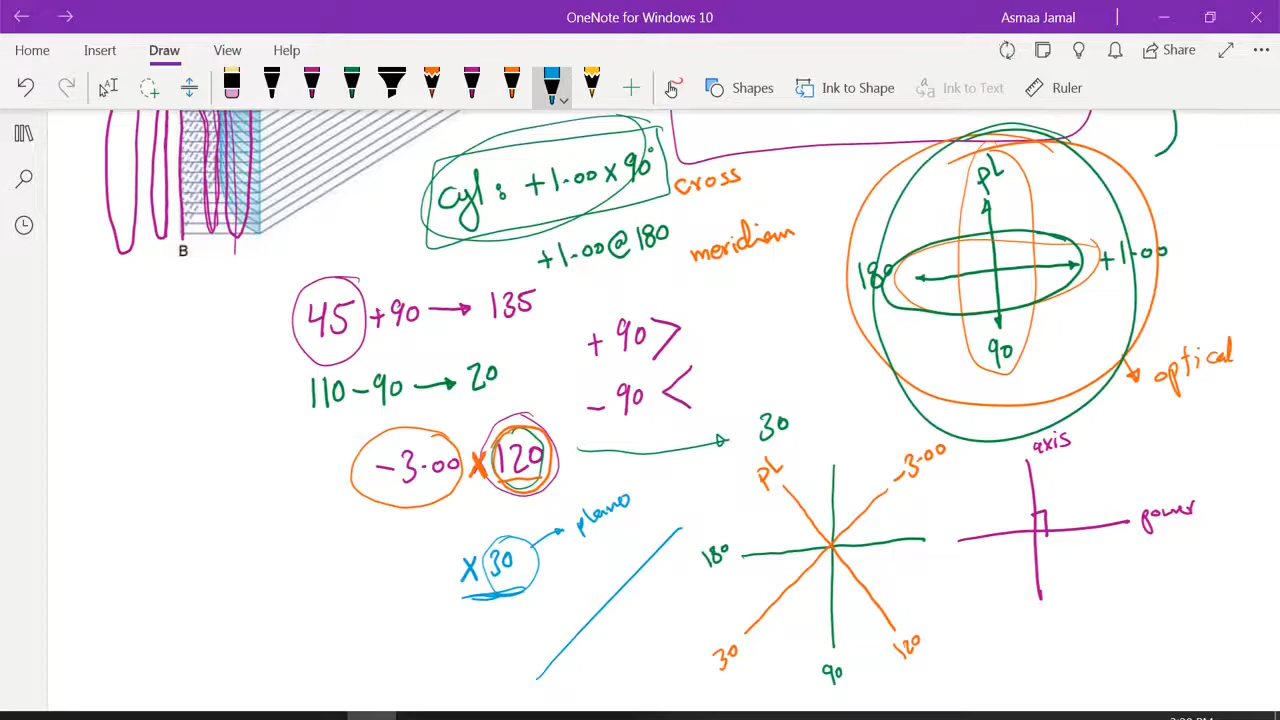 OneNote for Windows 10
Asmaa Jamal
Home Insert Draw View Help
Share
Shapes Ink to Shape Ink to Text Ruler
B
cyl: +1.00 x 90°
cross
+1.00@180
meridian
45 +90 → 135
110-90 → 20
+ 90 >
- 90 <
-3.00 x 120
30
x 30 → plano
PL
180
+1.00
90
optical
PL
-3.00
180
30
90
120
axis
power